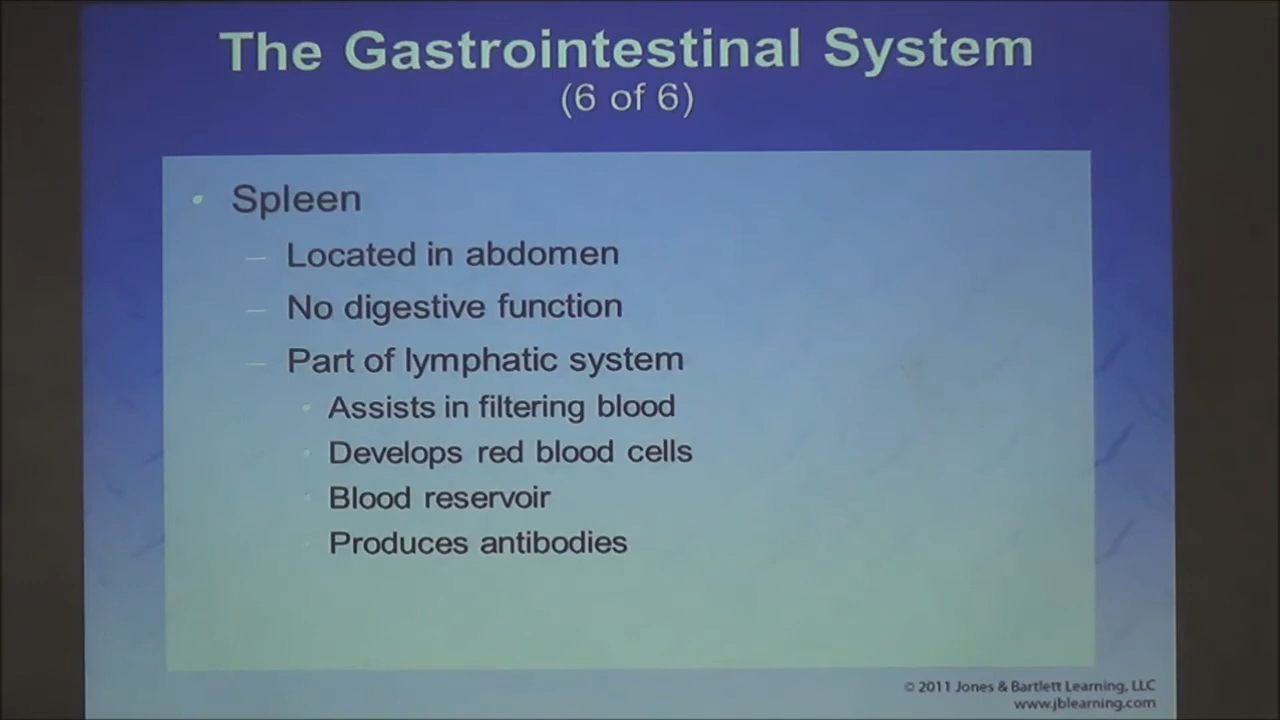 The Gastrointestinal System
(6 of 6)
• Spleen
– Located in abdomen
– No digestive function
– Part of lymphatic system
• Assists in filtering blood
• Develops red blood cells
• Blood reservoir
• Produces antibodies
© 2011 Jones & Bartlett Learning, LLC
www.jblearning.com